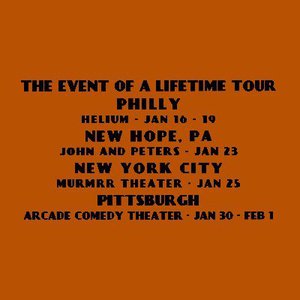 THE EVENT OF A LIFETIME TOUR
PHILLY
HELIUM - JAN 16 - 19
NEW HOPE, PA
JOHN AND PETERS - JAN 23
NEW YORK CITY
MURMRR THEATER - JAN 25
PITTSBURGH
ARCADE COMEDY THEATER - JAN 30 - FEB 1